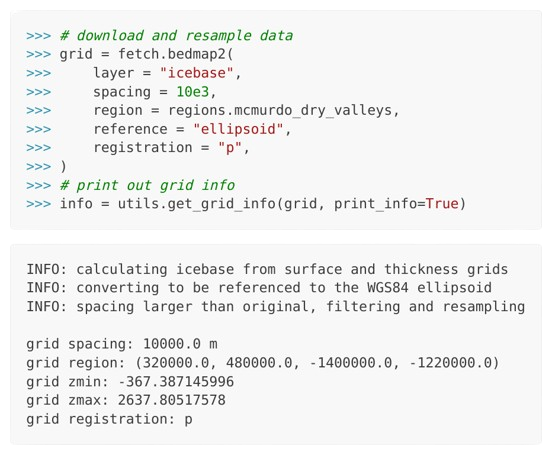 >>> # download and resample data
>>> grid = fetch.bedmap2(
>>>     layer = "icebase",
>>>     spacing = 10e3,
>>>     region = regions.mcmurdo_dry_valleys,
>>>     reference = "ellipsoid",
>>>     registration = "p",
>>> )
>>> # print out grid info
>>> info = utils.get_grid_info(grid, print_info=True)
INFO: calculating icebase from surface and thickness grids
INFO: converting to be referenced to the WGS84 ellipsoid
INFO: spacing larger than original, filtering and resampling
grid spacing: 10000.0 m
grid region: (320000.0, 480000.0, -1400000.0, -1220000.0)
grid zmin: -367.387145996
grid zmax: 2637.80517578
grid registration: p